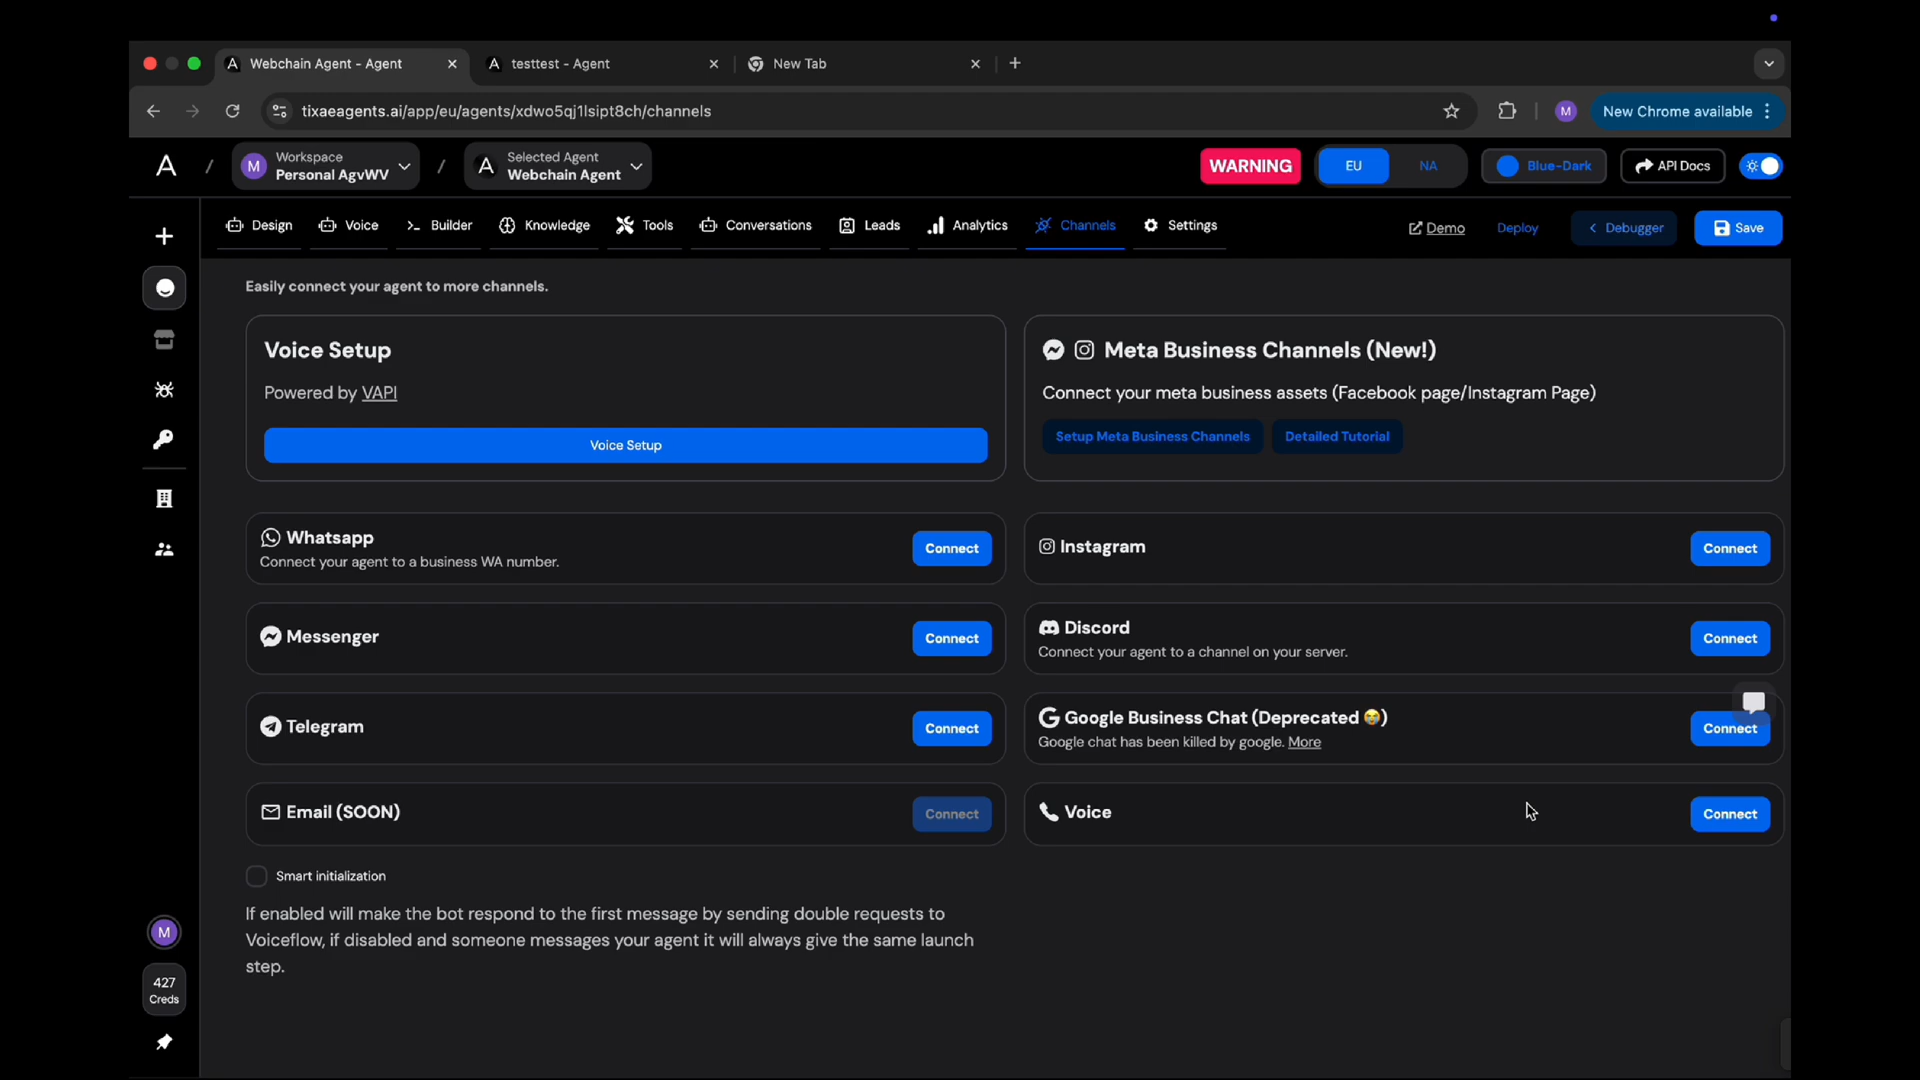 Webchain Agent - Agent
testtest - Agent
New Tab
tixaeagents.ai/app/eu/agents/xdwo5qj1lsipt8ch/channels
M
New Chrome available
A
/
M
Workspace
Personal AgvWV
/
A
Selected Agent
Webchain Agent
WARNING
EU
NA
Blue-Dark
API Docs
Design
Voice
Builder
Knowledge
Tools
Conversations
Leads
Analytics
Channels
Settings
Demo
Deploy
Debugger
Save
Easily connect your agent to more channels.
Voice Setup
Powered by VAPI
Voice Setup
Meta Business Channels (New!)
Connect your meta business assets (Facebook page/Instagram Page)
Setup Meta Business Channels
Detailed Tutorial
Whatsapp
Connect your agent to a business WA number.
Connect
Instagram
Connect
Messenger
Connect
Discord
Connect your agent to a channel on your server.
Connect
Telegram
Connect
Google Business Chat (Deprecated 😭)
Google chat has been killed by google. More
Connect
Email (SOON)
Connect
Voice
Connect
Smart initialization
If enabled will make the bot respond to the first message by sending double requests to
Voiceflow, if disabled and someone messages your agent it will always give the same launch
step.
M
427
Creds